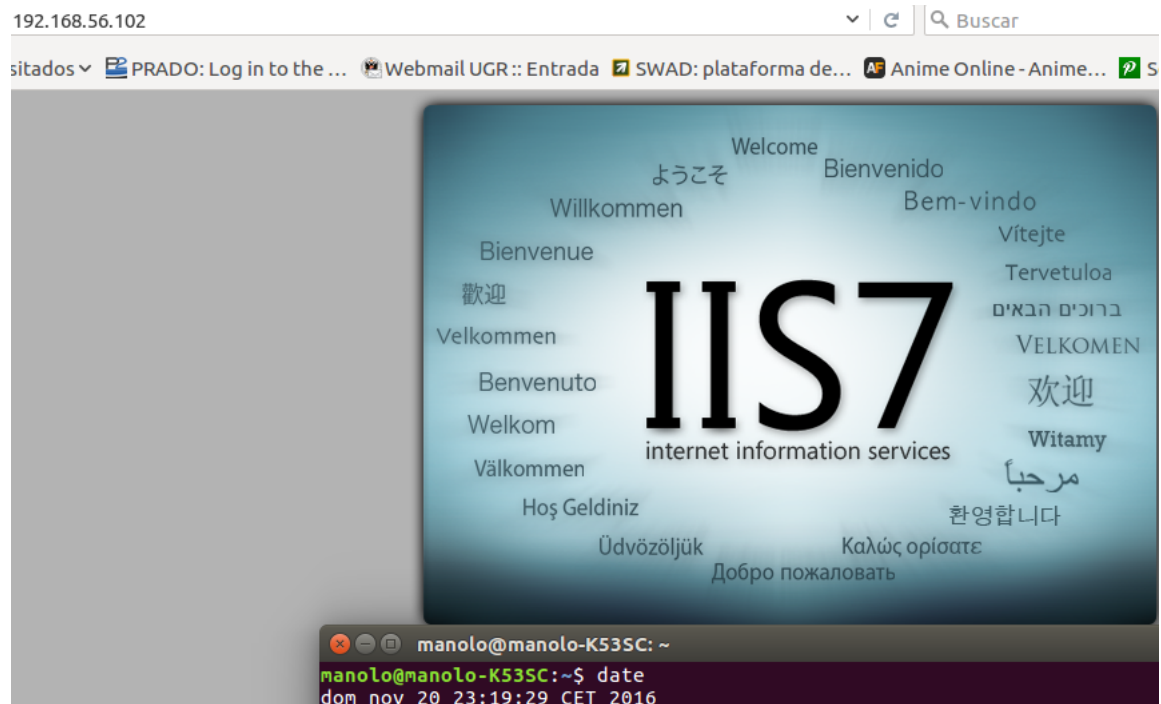 192.168.56.102 Buscar
sitados PRADO: Log in to the ... Webmail UGR :: Entrada SWAD: plataforma de... AF Anime Online - Anime... S
Welcome
ようこそ
Bienvenido
Willkommen
Bem-vindo
Vítejte
Bienvenue
Tervetuloa
歡迎
ברוכים הבאים
Velkommen
VELKOMEN
IIS7
Benvenuto
欢迎
Welkom
Witamy
internet information services
Välkommen
مرحباً
Hoş Geldiniz
환영합니다
Üdvözöljük
Καλώς ορίσατε
Добро пожаловать
manolo@manolo-K53SC: ~
manolo@manolo-K53SC:~$ date
dom nov 20 23:19:29 CET 2016